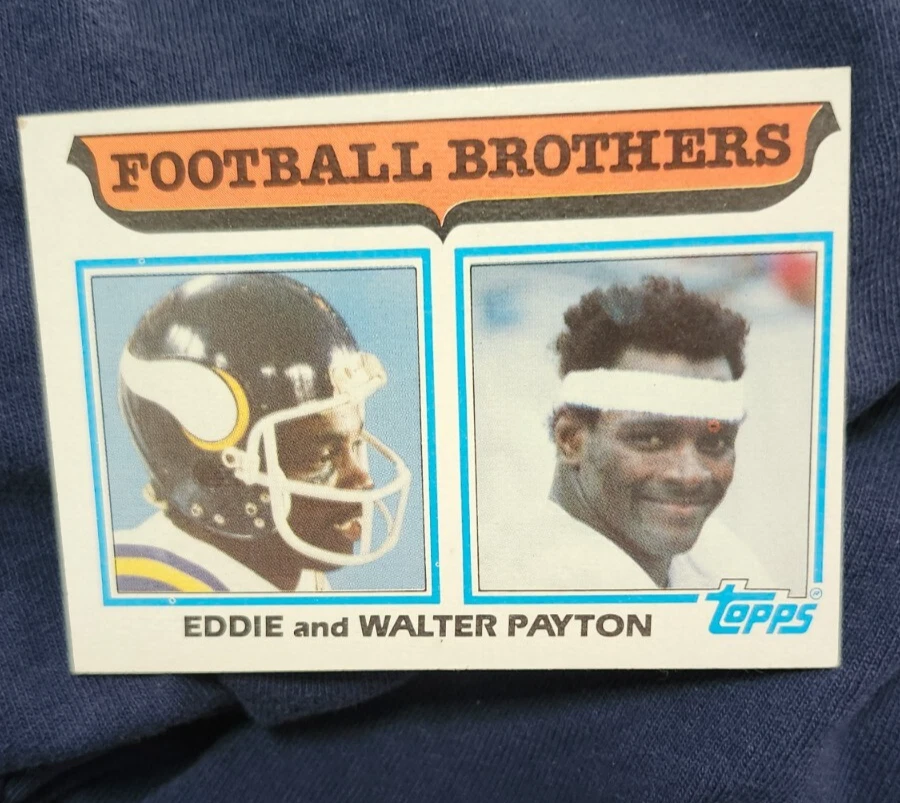 FOOTBALL BROTHERS
EDDIE and WALTER PAYTON
topps